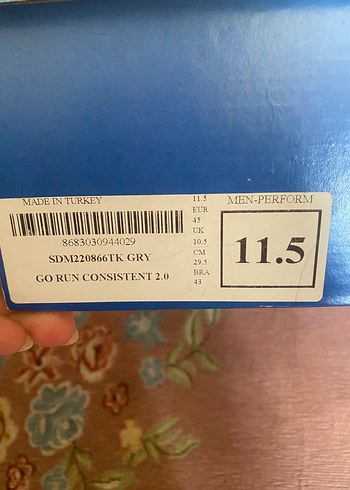 MADE IN TURKEY
8683030944029
SDM220866TK GRY
GO RUN CONSISTENT 2.0
11.5
EUR
45
UK
10.5
CM
29.5
BRA
43
MEN-PERFORM
11.5